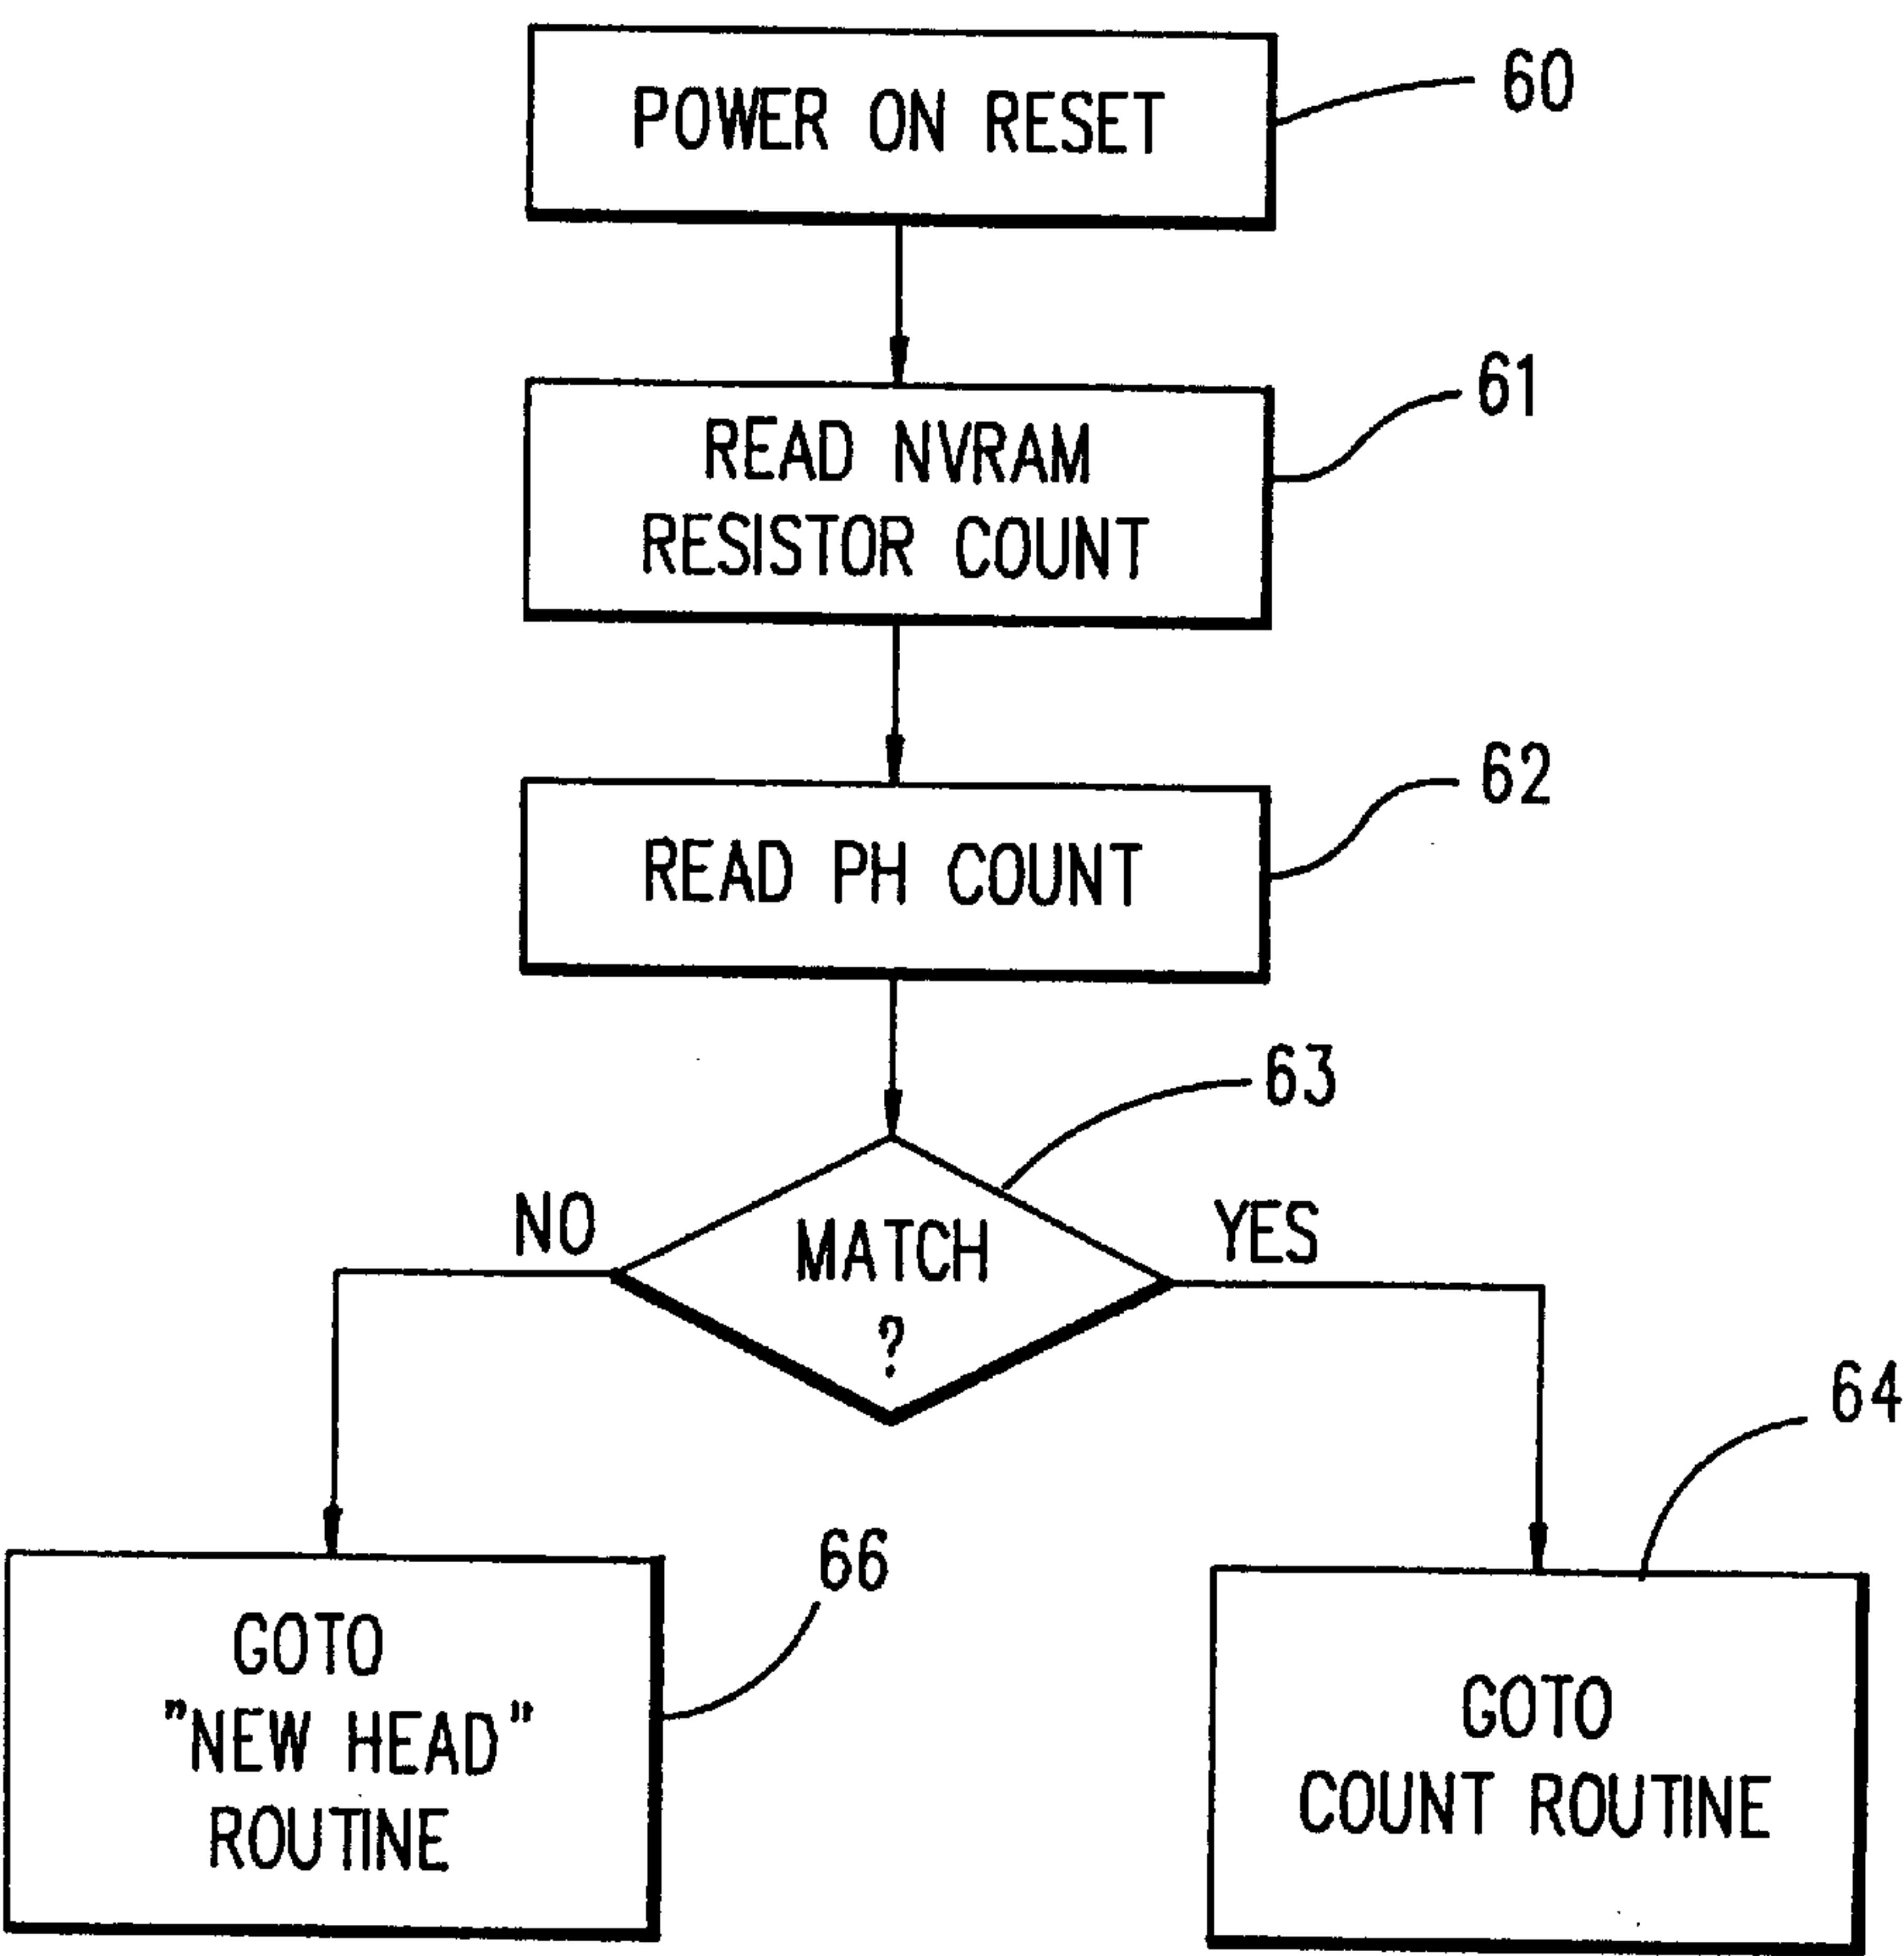 POWER ON RESET
60
READ NVRAM
RESISTOR COUNT
61
READ PH COUNT
62
63
NO
MATCH
?
YES
64
66
GOTO
"NEW HEAD"
ROUTINE
GOTO
COUNT ROUTINE